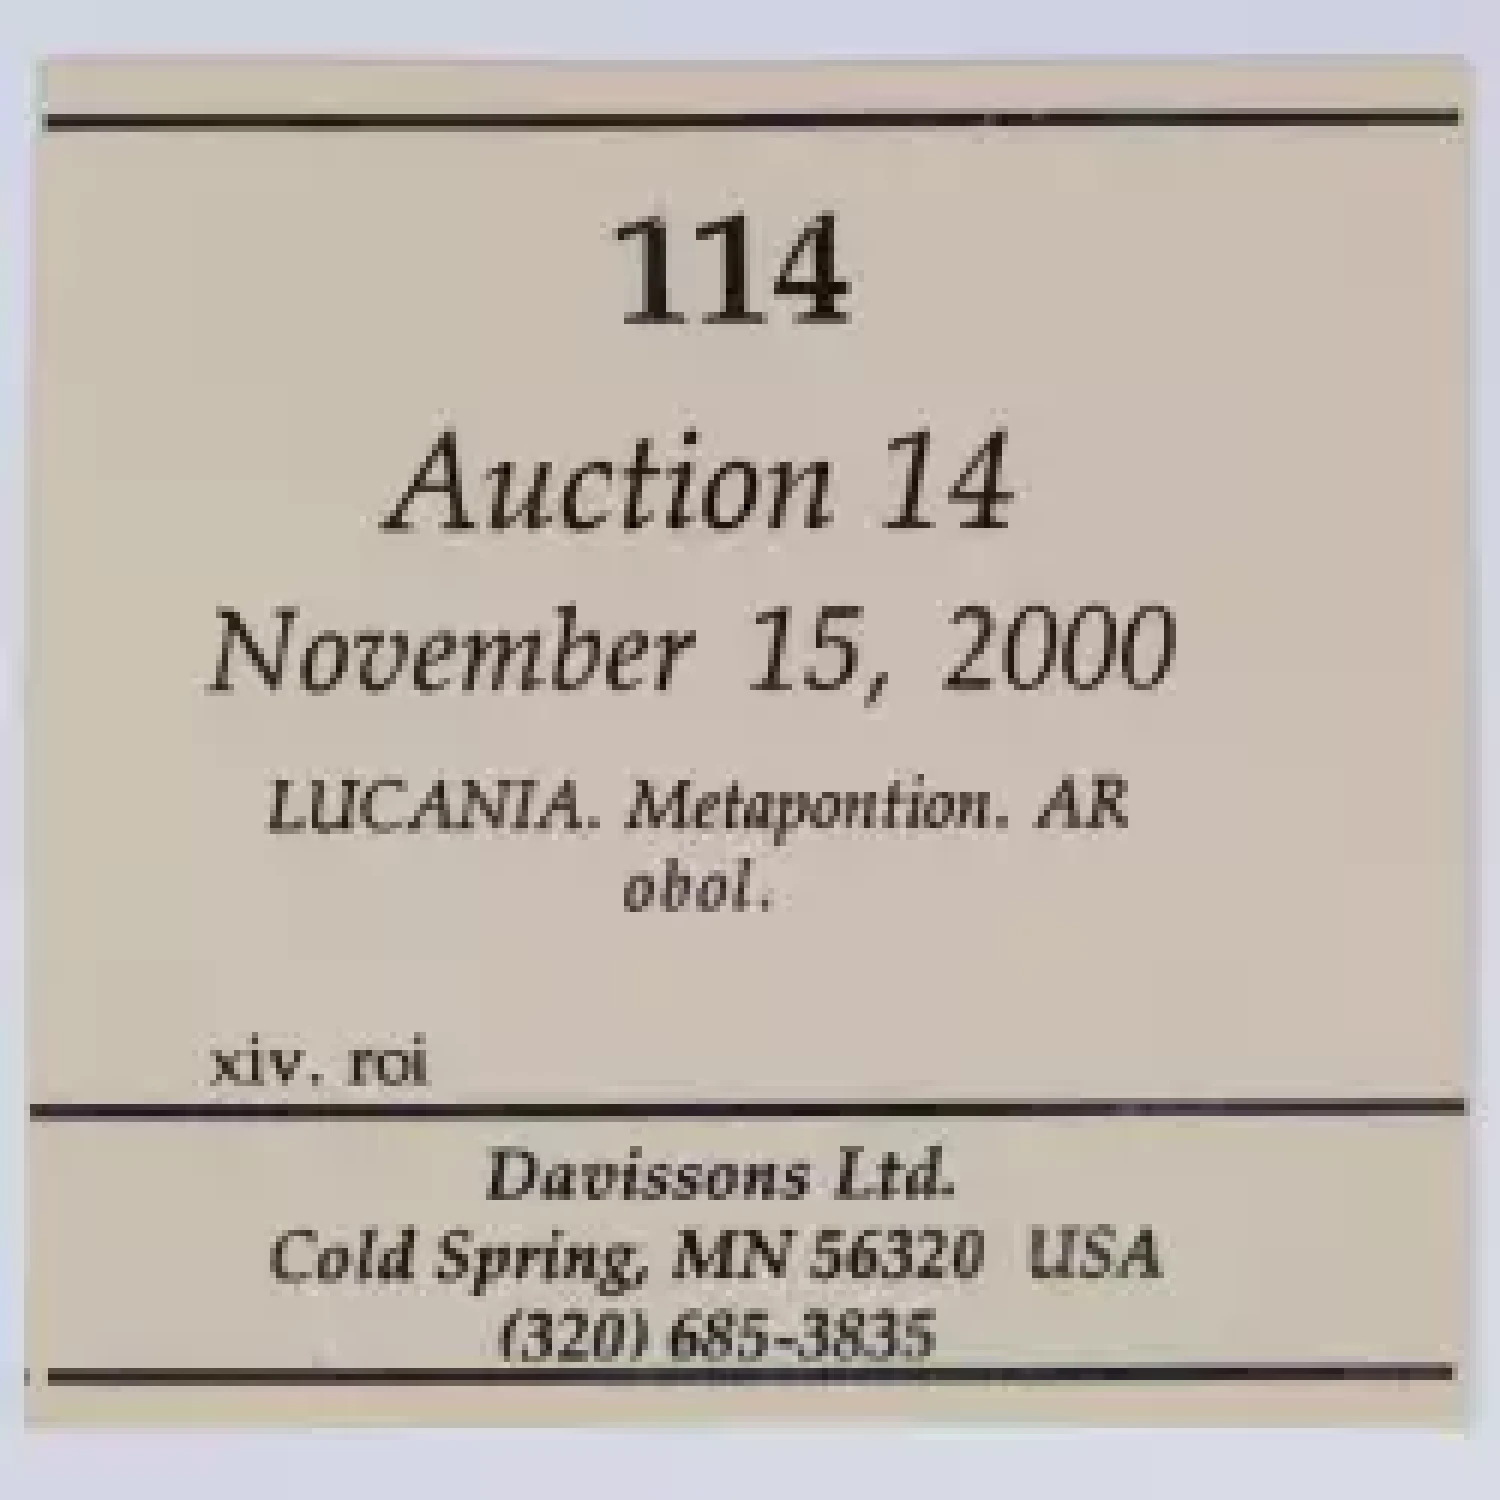 114
Auction 14
November 15, 2000
LUCANIA. Metapontion. AR
obol.
xiv. roi
Davissons Ltd.
Cold Spring, MN 56320 USA
(320) 685-3835